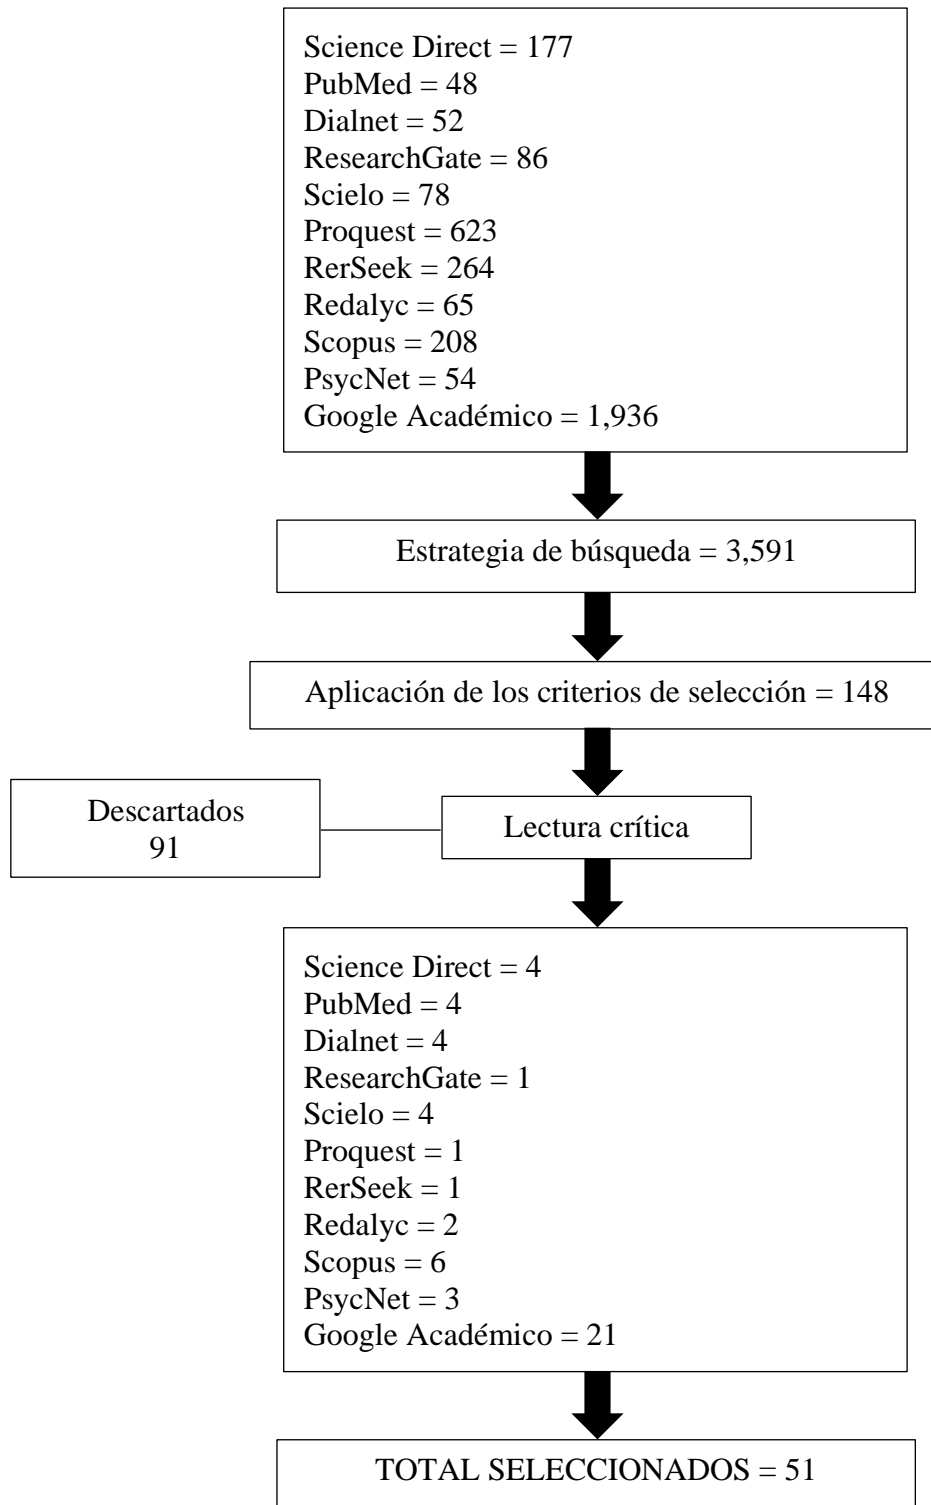 Science Direct = 177
PubMed = 48
Dialnet = 52
ResearchGate = 86
Scielo = 78
Proquest = 623
RerSeek = 264
Redalyc = 65
Scopus = 208
PsycNet = 54
Google Académico = 1,936
Estrategia de búsqueda = 3,591
Aplicación de los criterios de selección = 148
Descartados
91
Lectura crítica
Science Direct = 4
PubMed = 4
Dialnet = 4
ResearchGate = 1
Scielo = 4
Proquest = 1
RerSeek = 1
Redalyc = 2
Scopus = 6
PsycNet = 3
Google Académico = 21
TOTAL SELECCIONADOS = 51